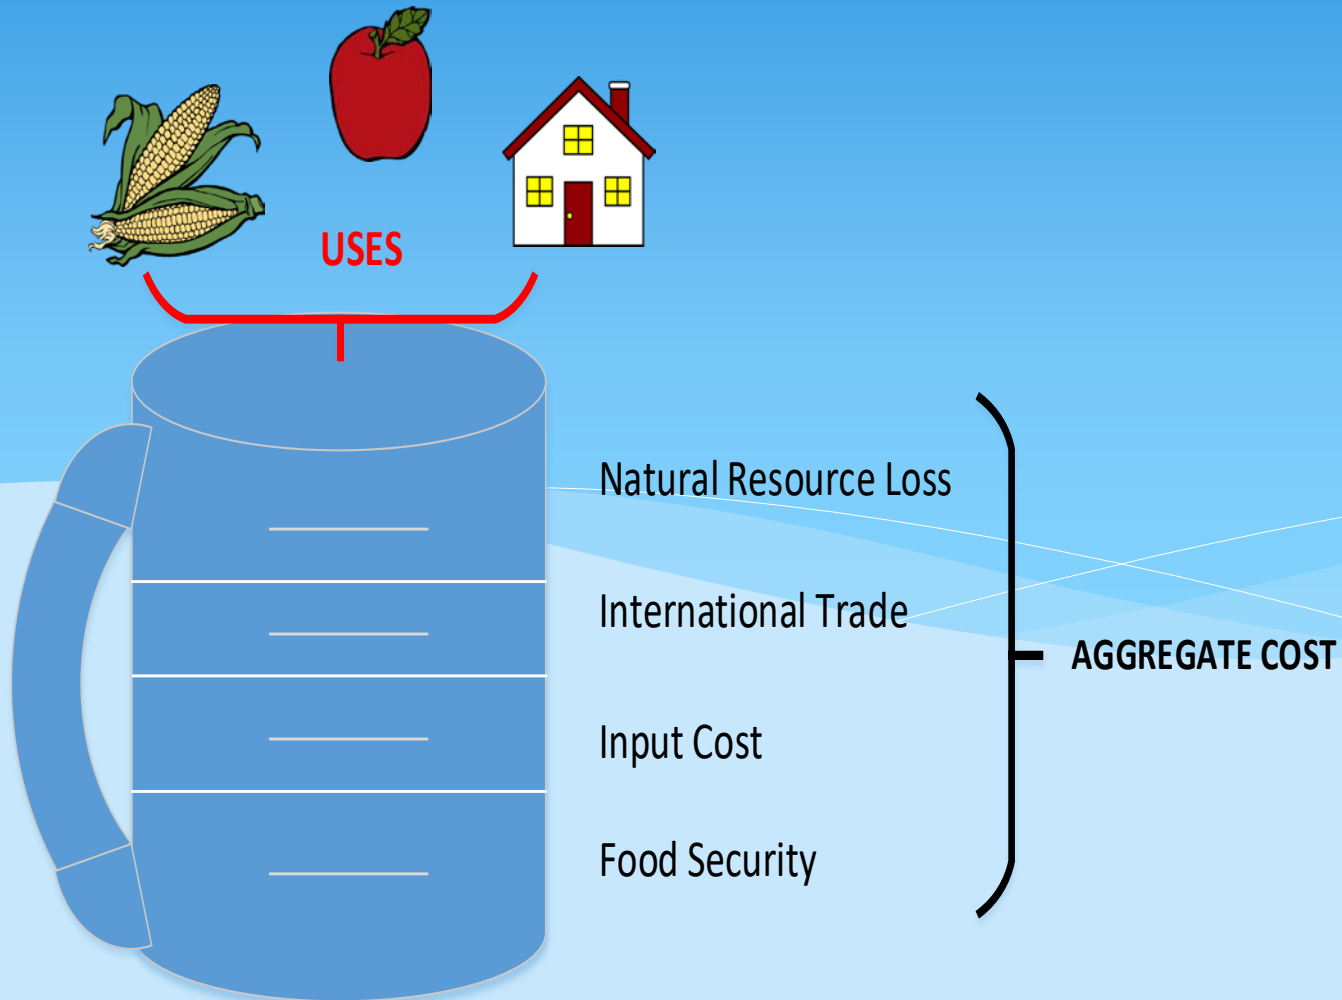 USES
Natural Resource Loss
International Trade
AGGREGATE COST
Input Cost
Food Security